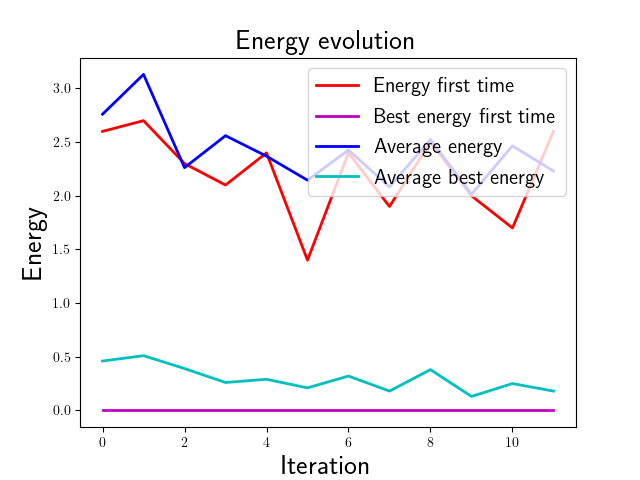 Energy evolution
Energy first time
Best energy first time
Average energy
Average best energy
3.0
2.5
2.0
1.5
1.0
0.5
0.0
Energy
0 2 4 6 8 10
Iteration